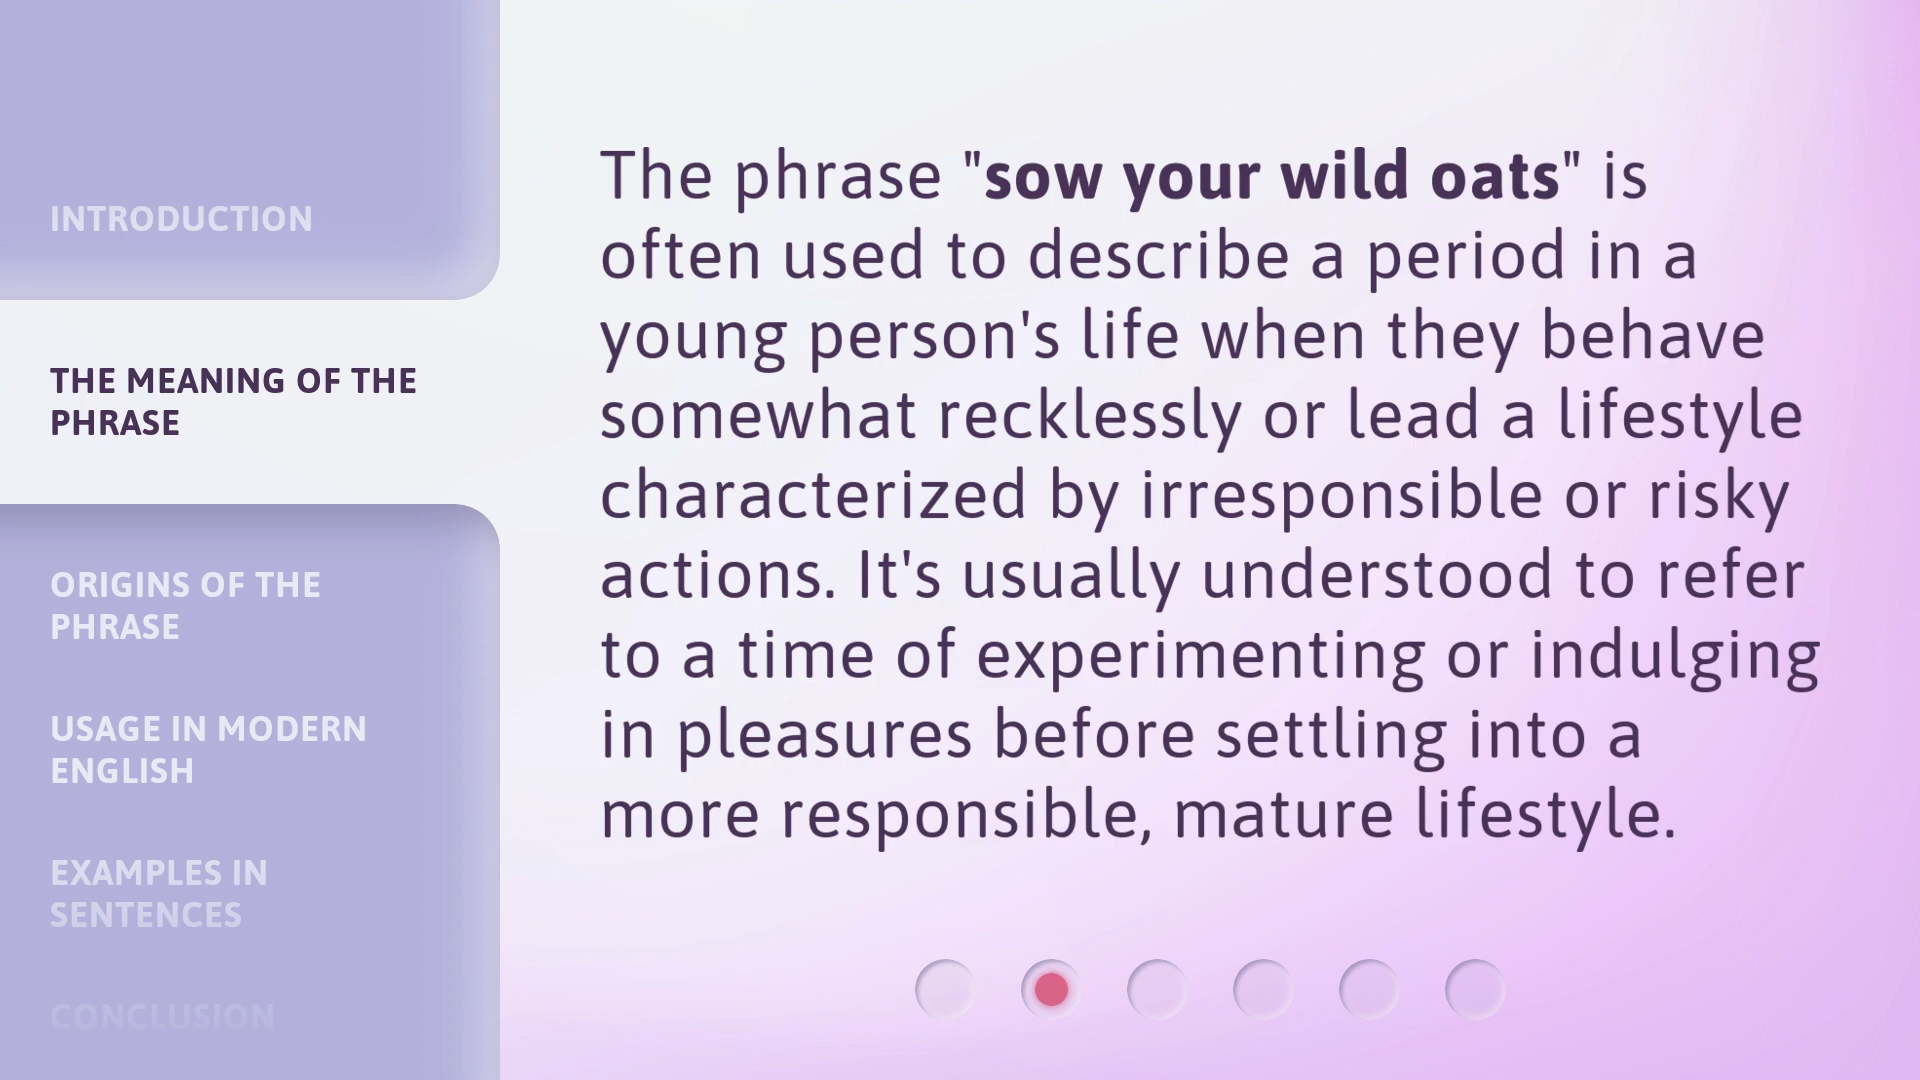 INTRODUCTION
THE MEANING OF THE
PHRASE
ORIGINS OF THE
PHRASE
USAGE IN MODERN
ENGLISH
EXAMPLES IN
SENTENCES
CONCLUSION
The phrase "sow your wild oats" is
often used to describe a period in a
young person's life when they behave
somewhat recklessly or lead a lifestyle
characterized by irresponsible or risky
actions. It's usually understood to refer
to a time of experimenting or indulging
in pleasures before settling into a
more responsible, mature lifestyle.